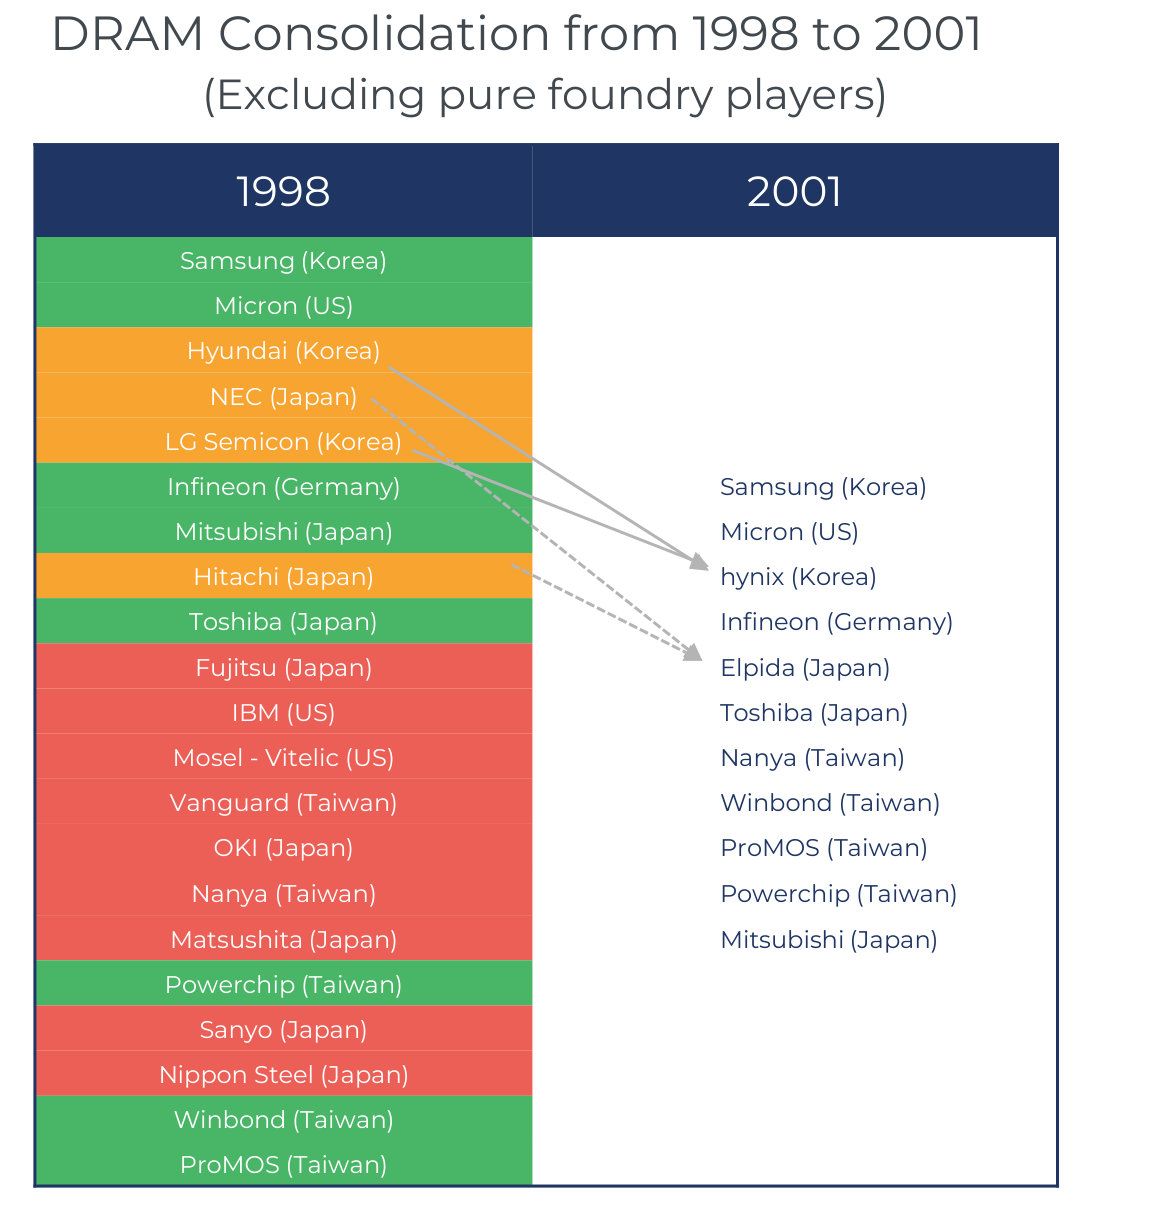 DRAM Consolidation from 1998 to 2001
(Excluding pure foundry players)
1998
2001
Samsung (Korea)
Micron (US)
Hyundai (Korea)
NEC (Japan)
LG Semicon (Korea)
Infineon (Germany)
Mitsubishi (Japan)
Hitachi (Japan)
Toshiba (Japan)
Fujitsu (Japan)
IBM (US)
Mosel - Vitelic (US)
Vanguard (Taiwan)
OKI (Japan)
Nanya (Taiwan)
Matsushita (Japan)
Powerchip (Taiwan)
Sanyo (Japan)
Nippon Steel (Japan)
Winbond (Taiwan)
ProMOS (Taiwan)
Samsung (Korea)
Micron (US)
hynix (Korea)
Infineon (Germany)
Elpida (Japan)
Toshiba (Japan)
Nanya (Taiwan)
Winbond (Taiwan)
ProMOS (Taiwan)
Powerchip (Taiwan)
Mitsubishi (Japan)